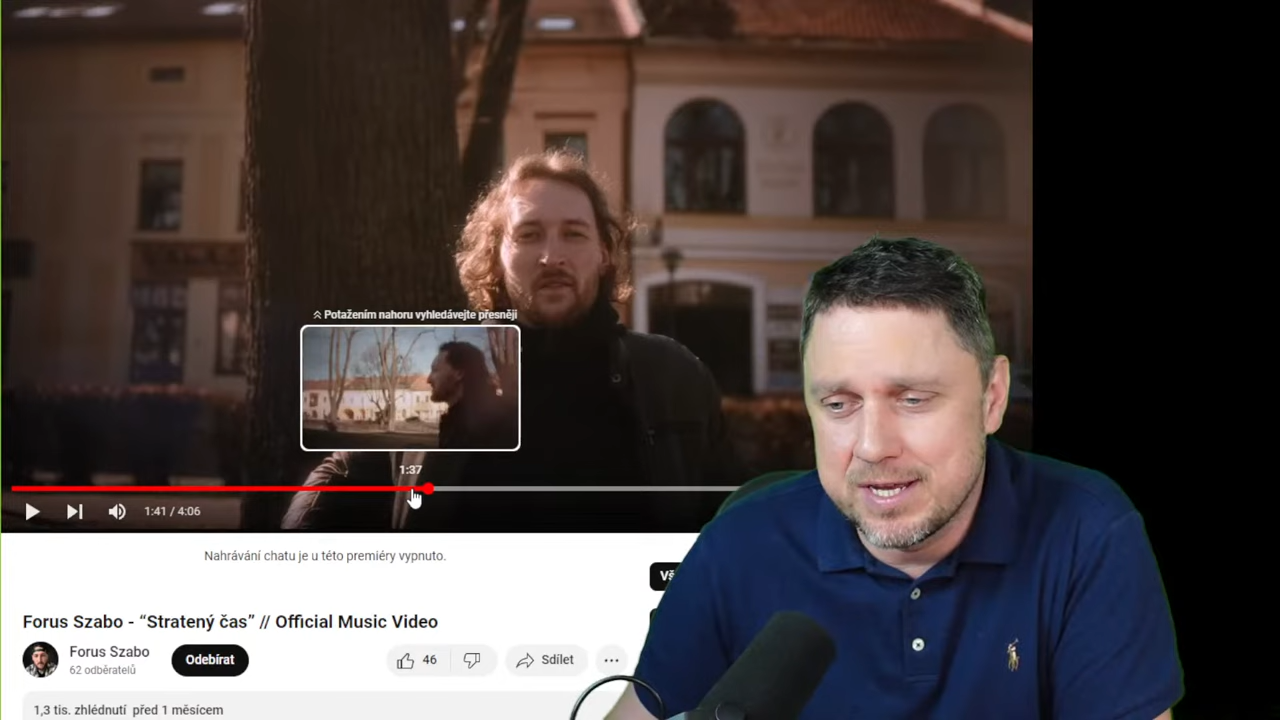 Potažením nahoru vyhledávejte přesněji
1:37
1:41 / 4:06
Nahrávání chatu je u této premiéry vypnuto.
Forus Szabo - “Stratený čas” // Official Music Video
Forus Szabo
62 odběratelů
Odebírat
46
Sdílet
1,3 tis. zhlédnutí před 1 měsícem